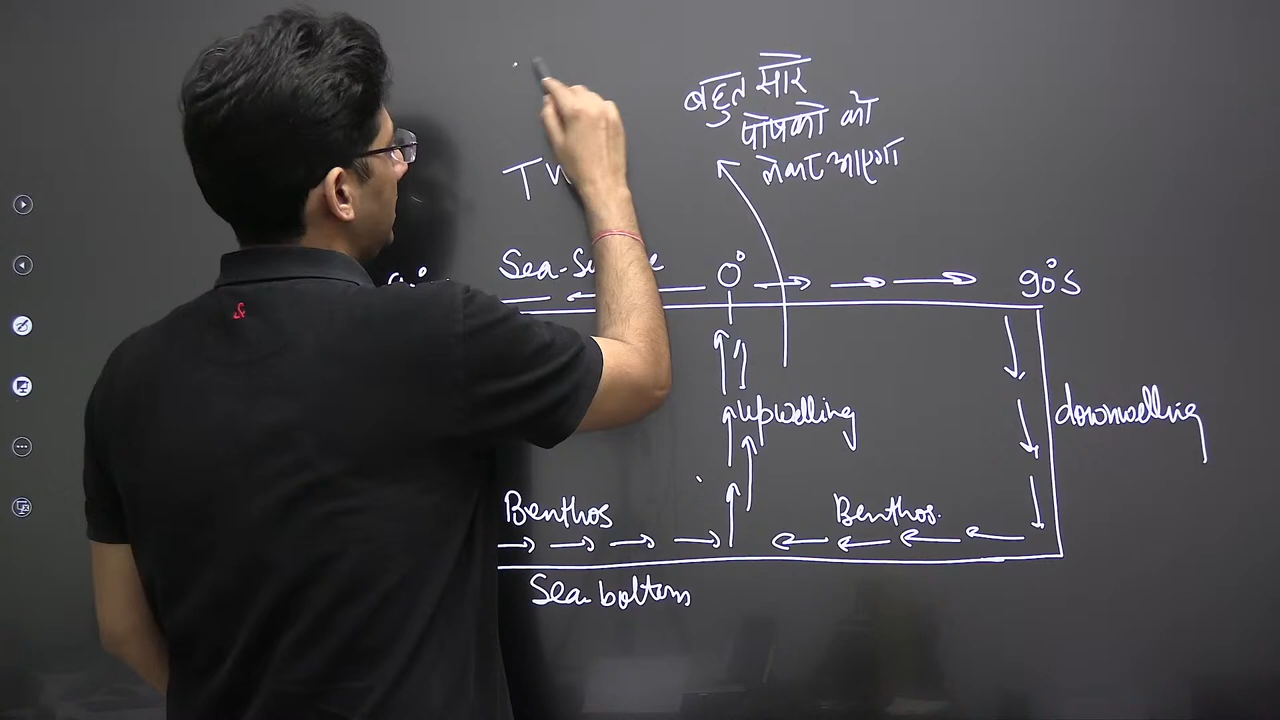 बहुत सारे
पोषकों को
लेकर आएगा
Sea-Su
0°
90°S
upwelling
downwelling
Benthos
Benthos.
Sea-bottom